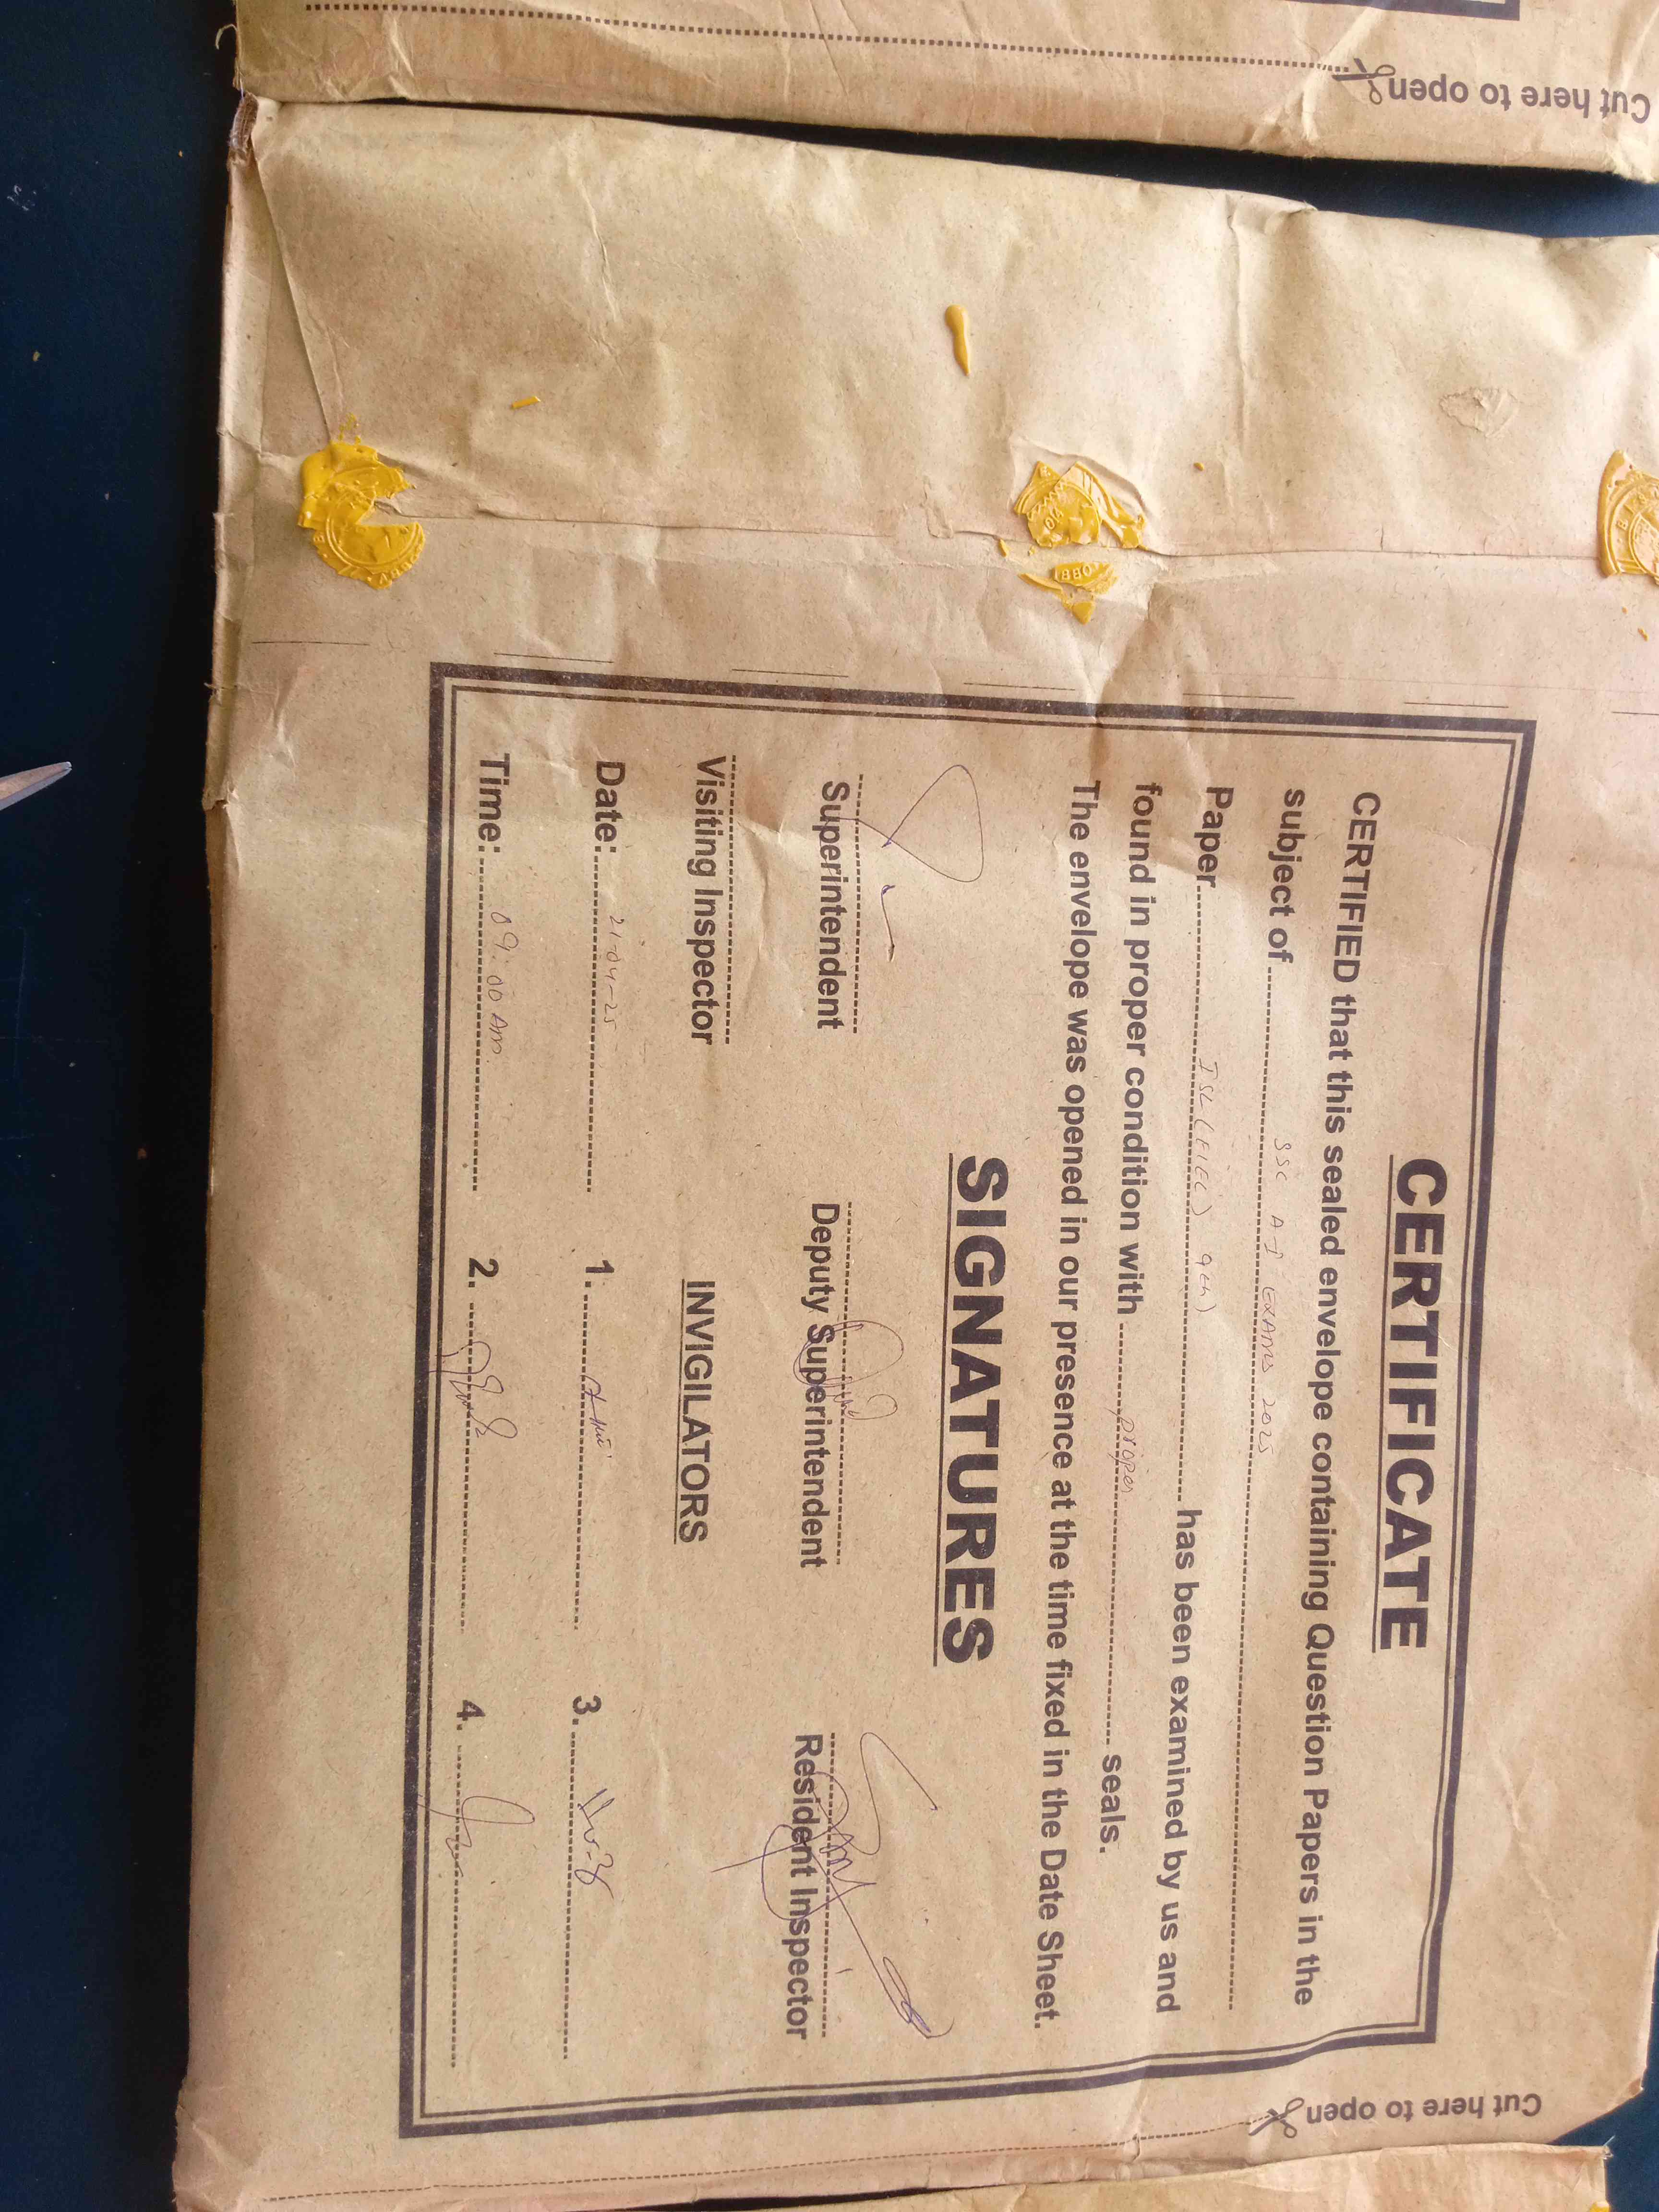 Cut here to open
CERTIFICATE
CERTIFIED that this sealed envelope containing Question Papers in the
subject of SSC A-I EXAMS 2025
Paper ISL(ELEC) 9th) has been examined by us and
found in proper condition with proper seals.
The envelope was opened in our presence at the time fixed in the Date Sheet.
SIGNATURES
Superintendent Deputy Superintendent Resident Inspector
Visiting Inspector INVIGILATORS
Date: 21-04-25 1. 3.
Time: 09:00 Am. 2. 4.
Cut here to open